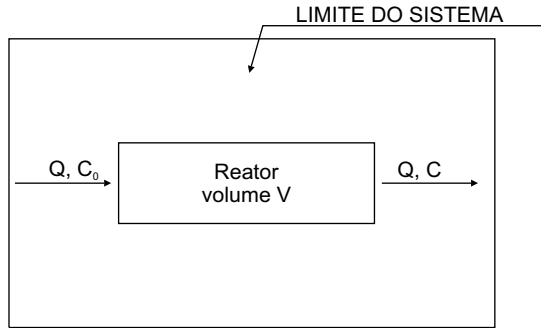 LIMITE DO SISTEMA
Q, C₀
Reator
volume V
Q, C